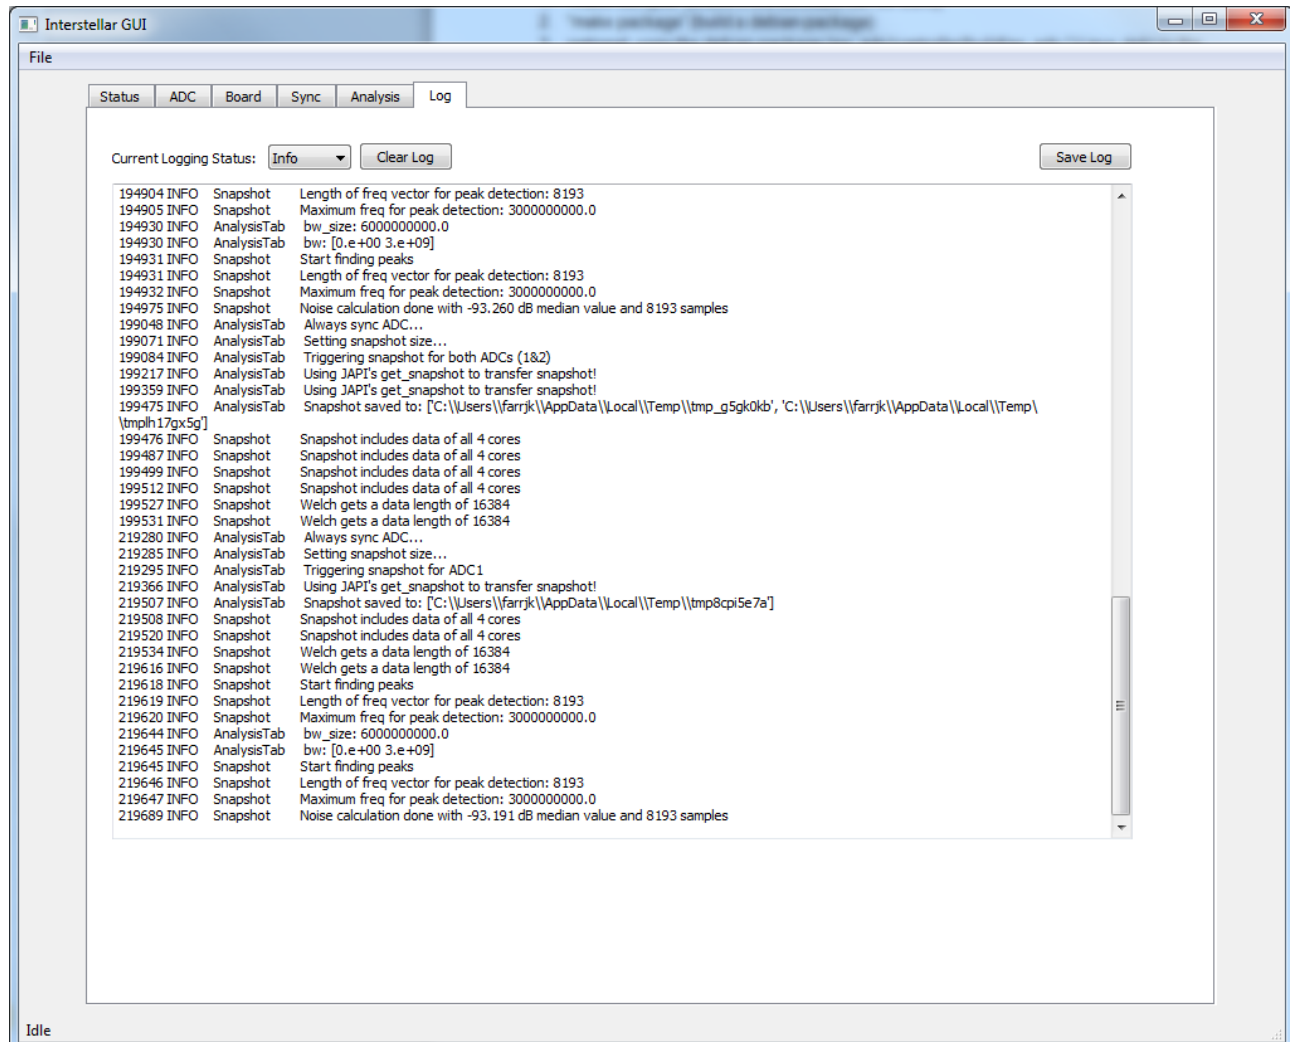 2. "make package" (build a debian package)
Interstellar GUI
File
Status ADC Board Sync Analysis Log
Current Logging Status: Info Clear Log Save Log
194904 INFO Snapshot Length of freq vector for peak detection: 8193
194905 INFO Snapshot Maximum freq for peak detection: 3000000000.0
194930 INFO AnalysisTab bw_size: 6000000000.0
194930 INFO AnalysisTab bw: [0.e+00 3.e+09]
194931 INFO Snapshot Start finding peaks
194931 INFO Snapshot Length of freq vector for peak detection: 8193
194932 INFO Snapshot Maximum freq for peak detection: 3000000000.0
194975 INFO Snapshot Noise calculation done with -93.260 dB median value and 8193 samples
199048 INFO AnalysisTab Always sync ADC...
199071 INFO AnalysisTab Setting snapshot size...
199084 INFO AnalysisTab Triggering snapshot for both ADCs (1&2)
199217 INFO AnalysisTab Using JAPI's get_snapshot to transfer snapshot!
199359 INFO AnalysisTab Using JAPI's get_snapshot to transfer snapshot!
199475 INFO AnalysisTab Snapshot saved to: ['C:\\Users\\farrjk\\AppData\\Local\\Temp\\tmp_g5gk0kb', 'C:\\Users\\farrjk\\AppData\\Local\\Temp\
\tmplh17gx5g']
199476 INFO Snapshot Snapshot includes data of all 4 cores
199487 INFO Snapshot Snapshot includes data of all 4 cores
199499 INFO Snapshot Snapshot includes data of all 4 cores
199512 INFO Snapshot Snapshot includes data of all 4 cores
199527 INFO Snapshot Welch gets a data length of 16384
199531 INFO Snapshot Welch gets a data length of 16384
219280 INFO AnalysisTab Always sync ADC...
219285 INFO AnalysisTab Setting snapshot size...
219295 INFO AnalysisTab Triggering snapshot for ADC1
219366 INFO AnalysisTab Using JAPI's get_snapshot to transfer snapshot!
219507 INFO AnalysisTab Snapshot saved to: ['C:\\Users\\farrjk\\AppData\\Local\\Temp\\tmp8cpi5e7a']
219508 INFO Snapshot Snapshot includes data of all 4 cores
219520 INFO Snapshot Snapshot includes data of all 4 cores
219534 INFO Snapshot Welch gets a data length of 16384
219616 INFO Snapshot Welch gets a data length of 16384
219618 INFO Snapshot Start finding peaks
219619 INFO Snapshot Length of freq vector for peak detection: 8193
219620 INFO Snapshot Maximum freq for peak detection: 3000000000.0
219644 INFO AnalysisTab bw_size: 6000000000.0
219645 INFO AnalysisTab bw: [0.e+00 3.e+09]
219645 INFO Snapshot Start finding peaks
219646 INFO Snapshot Length of freq vector for peak detection: 8193
219647 INFO Snapshot Maximum freq for peak detection: 3000000000.0
219689 INFO Snapshot Noise calculation done with -93.191 dB median value and 8193 samples
Idle